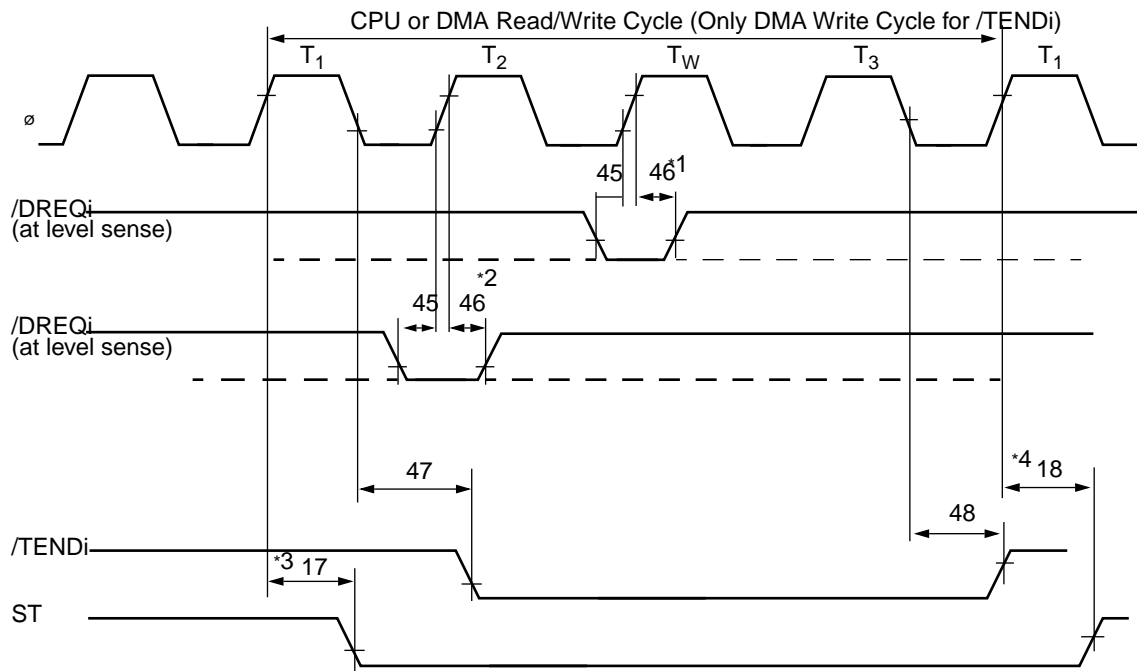 CPU or DMA Read/Write Cycle (Only DMA Write Cycle for /TENDi)
T1 T2 TW T3 T1
ø
45 46*1
/DREQi
(at level sense)
*2
45 46
/DREQi
(at level sense)
47
*4 18
48
/TENDi
*3 17
ST